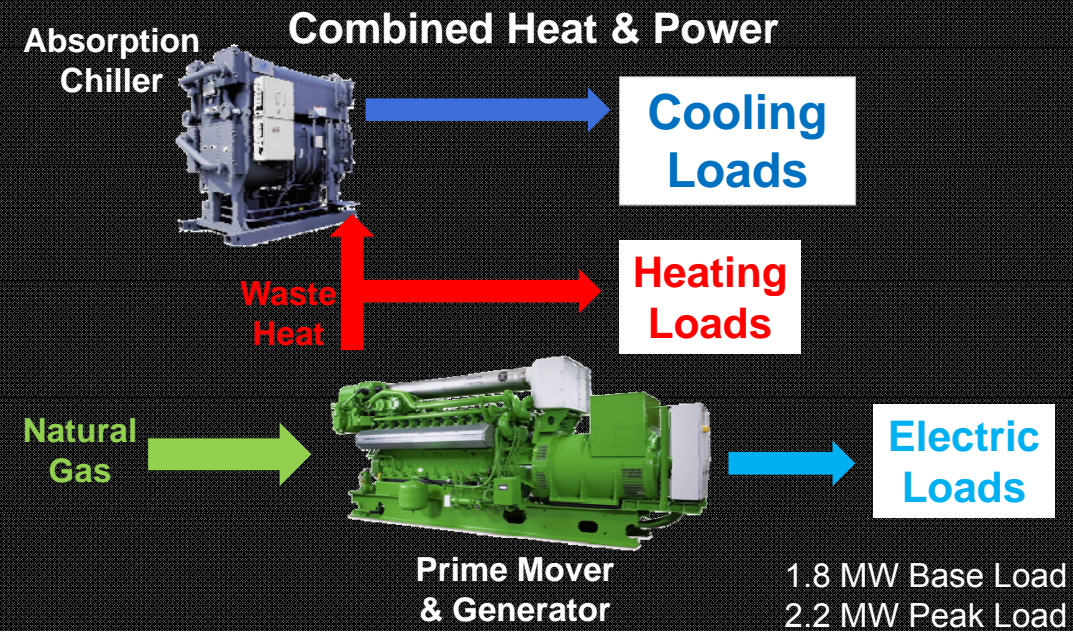 Combined Heat & Power
Absorption
Chiller
Cooling
Loads
Heating
Loads
Waste
Heat
Natural
Gas
Electric
Loads
Prime Mover
& Generator
1.8 MW Base Load
2.2 MW Peak Load